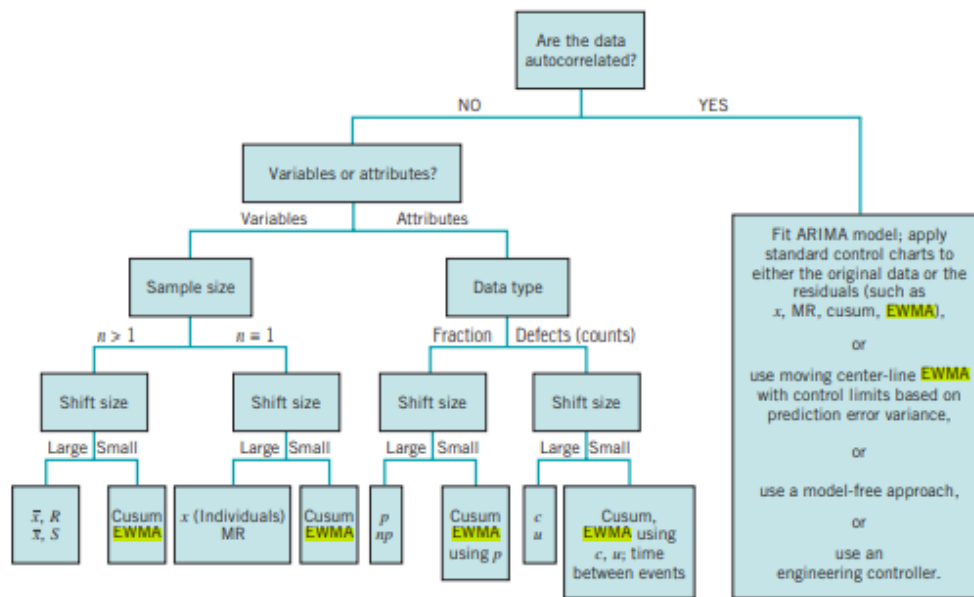 Are the data
autocorrelated?
NO
YES
Variables or attributes?
Variables
Attributes
Sample size
Data type
n > 1
n = 1
Fraction
Defects (counts)
Shift size
Shift size
Shift size
Shift size
Large
Small
Large
Small
Large
Small
Large
Small
x̅, R
x̅, S
Cusum
EWMA
x (Individuals)
MR
Cusum
EWMA
p
np
Cusum
EWMA
using p
c
u
Cusum,
EWMA using
c, u; time
between events
Fit ARIMA model; apply
standard control charts to
either the original data or the
residuals (such as
x, MR, cusum, EWMA),
or
use moving center-line EWMA
with control limits based on
prediction error variance,
or
use a model-free approach,
or
use an
engineering controller.